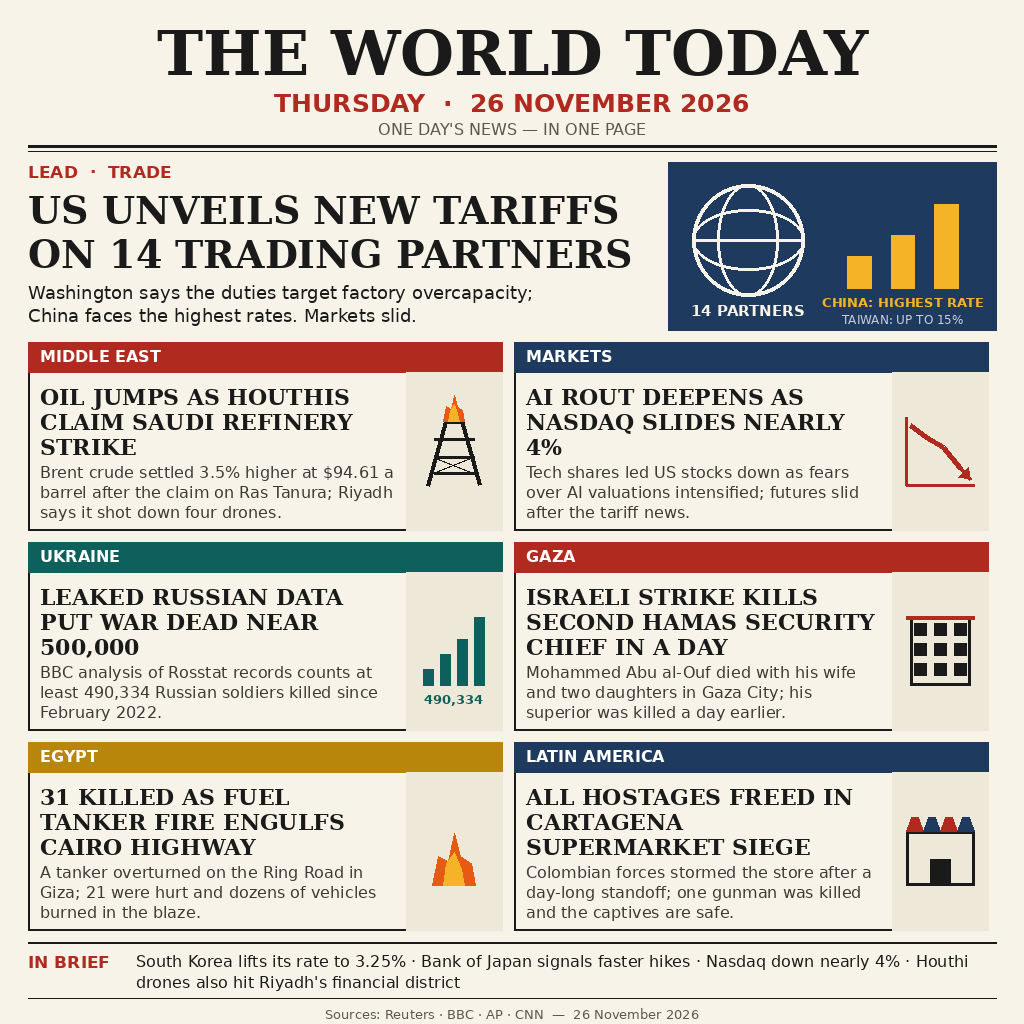 THE WORLD TODAY
THURSDAY · 26 NOVEMBER 2026
ONE DAY'S NEWS — IN ONE PAGE
LEAD · TRADE
US UNVEILS NEW TARIFFS
ON 14 TRADING PARTNERS
Washington says the duties target factory overcapacity;
China faces the highest rates. Markets slid.
14 PARTNERS
CHINA: HIGHEST RATE
TAIWAN: UP TO 15%
MIDDLE EAST
OIL JUMPS AS HOUTHIS
CLAIM SAUDI REFINERY
STRIKE
Brent crude settled 3.5% higher at $94.61 a
barrel after the claim on Ras Tanura; Riyadh
says it shot down four drones.
MARKETS
AI ROUT DEEPENS AS
NASDAQ SLIDES NEARLY
4%
Tech shares led US stocks down as fears
over AI valuations intensified; futures slid
after the tariff news.
UKRAINE
LEAKED RUSSIAN DATA
PUT WAR DEAD NEAR
500,000
BBC analysis of Rosstat records counts at
least 490,334 Russian soldiers killed since
February 2022.
490,334
GAZA
ISRAELI STRIKE KILLS
SECOND HAMAS SECURITY
CHIEF IN A DAY
Mohammed Abu al-Ouf died with his wife
and two daughters in Gaza City; his
superior was killed a day earlier.
EGYPT
31 KILLED AS FUEL
TANKER FIRE ENGULFS
CAIRO HIGHWAY
A tanker overturned on the Ring Road in
Giza; 21 were hurt and dozens of vehicles
burned in the blaze.
LATIN AMERICA
ALL HOSTAGES FREED IN
CARTAGENA
SUPERMARKET SIEGE
Colombian forces stormed the store after a
day-long standoff; one gunman was killed
and the captives are safe.
IN BRIEF
South Korea lifts its rate to 3.25% · Bank of Japan signals faster hikes · Nasdaq down nearly 4% · Houthi
drones also hit Riyadh's financial district
Sources: Reuters · BBC · AP · CNN — 26 November 2026